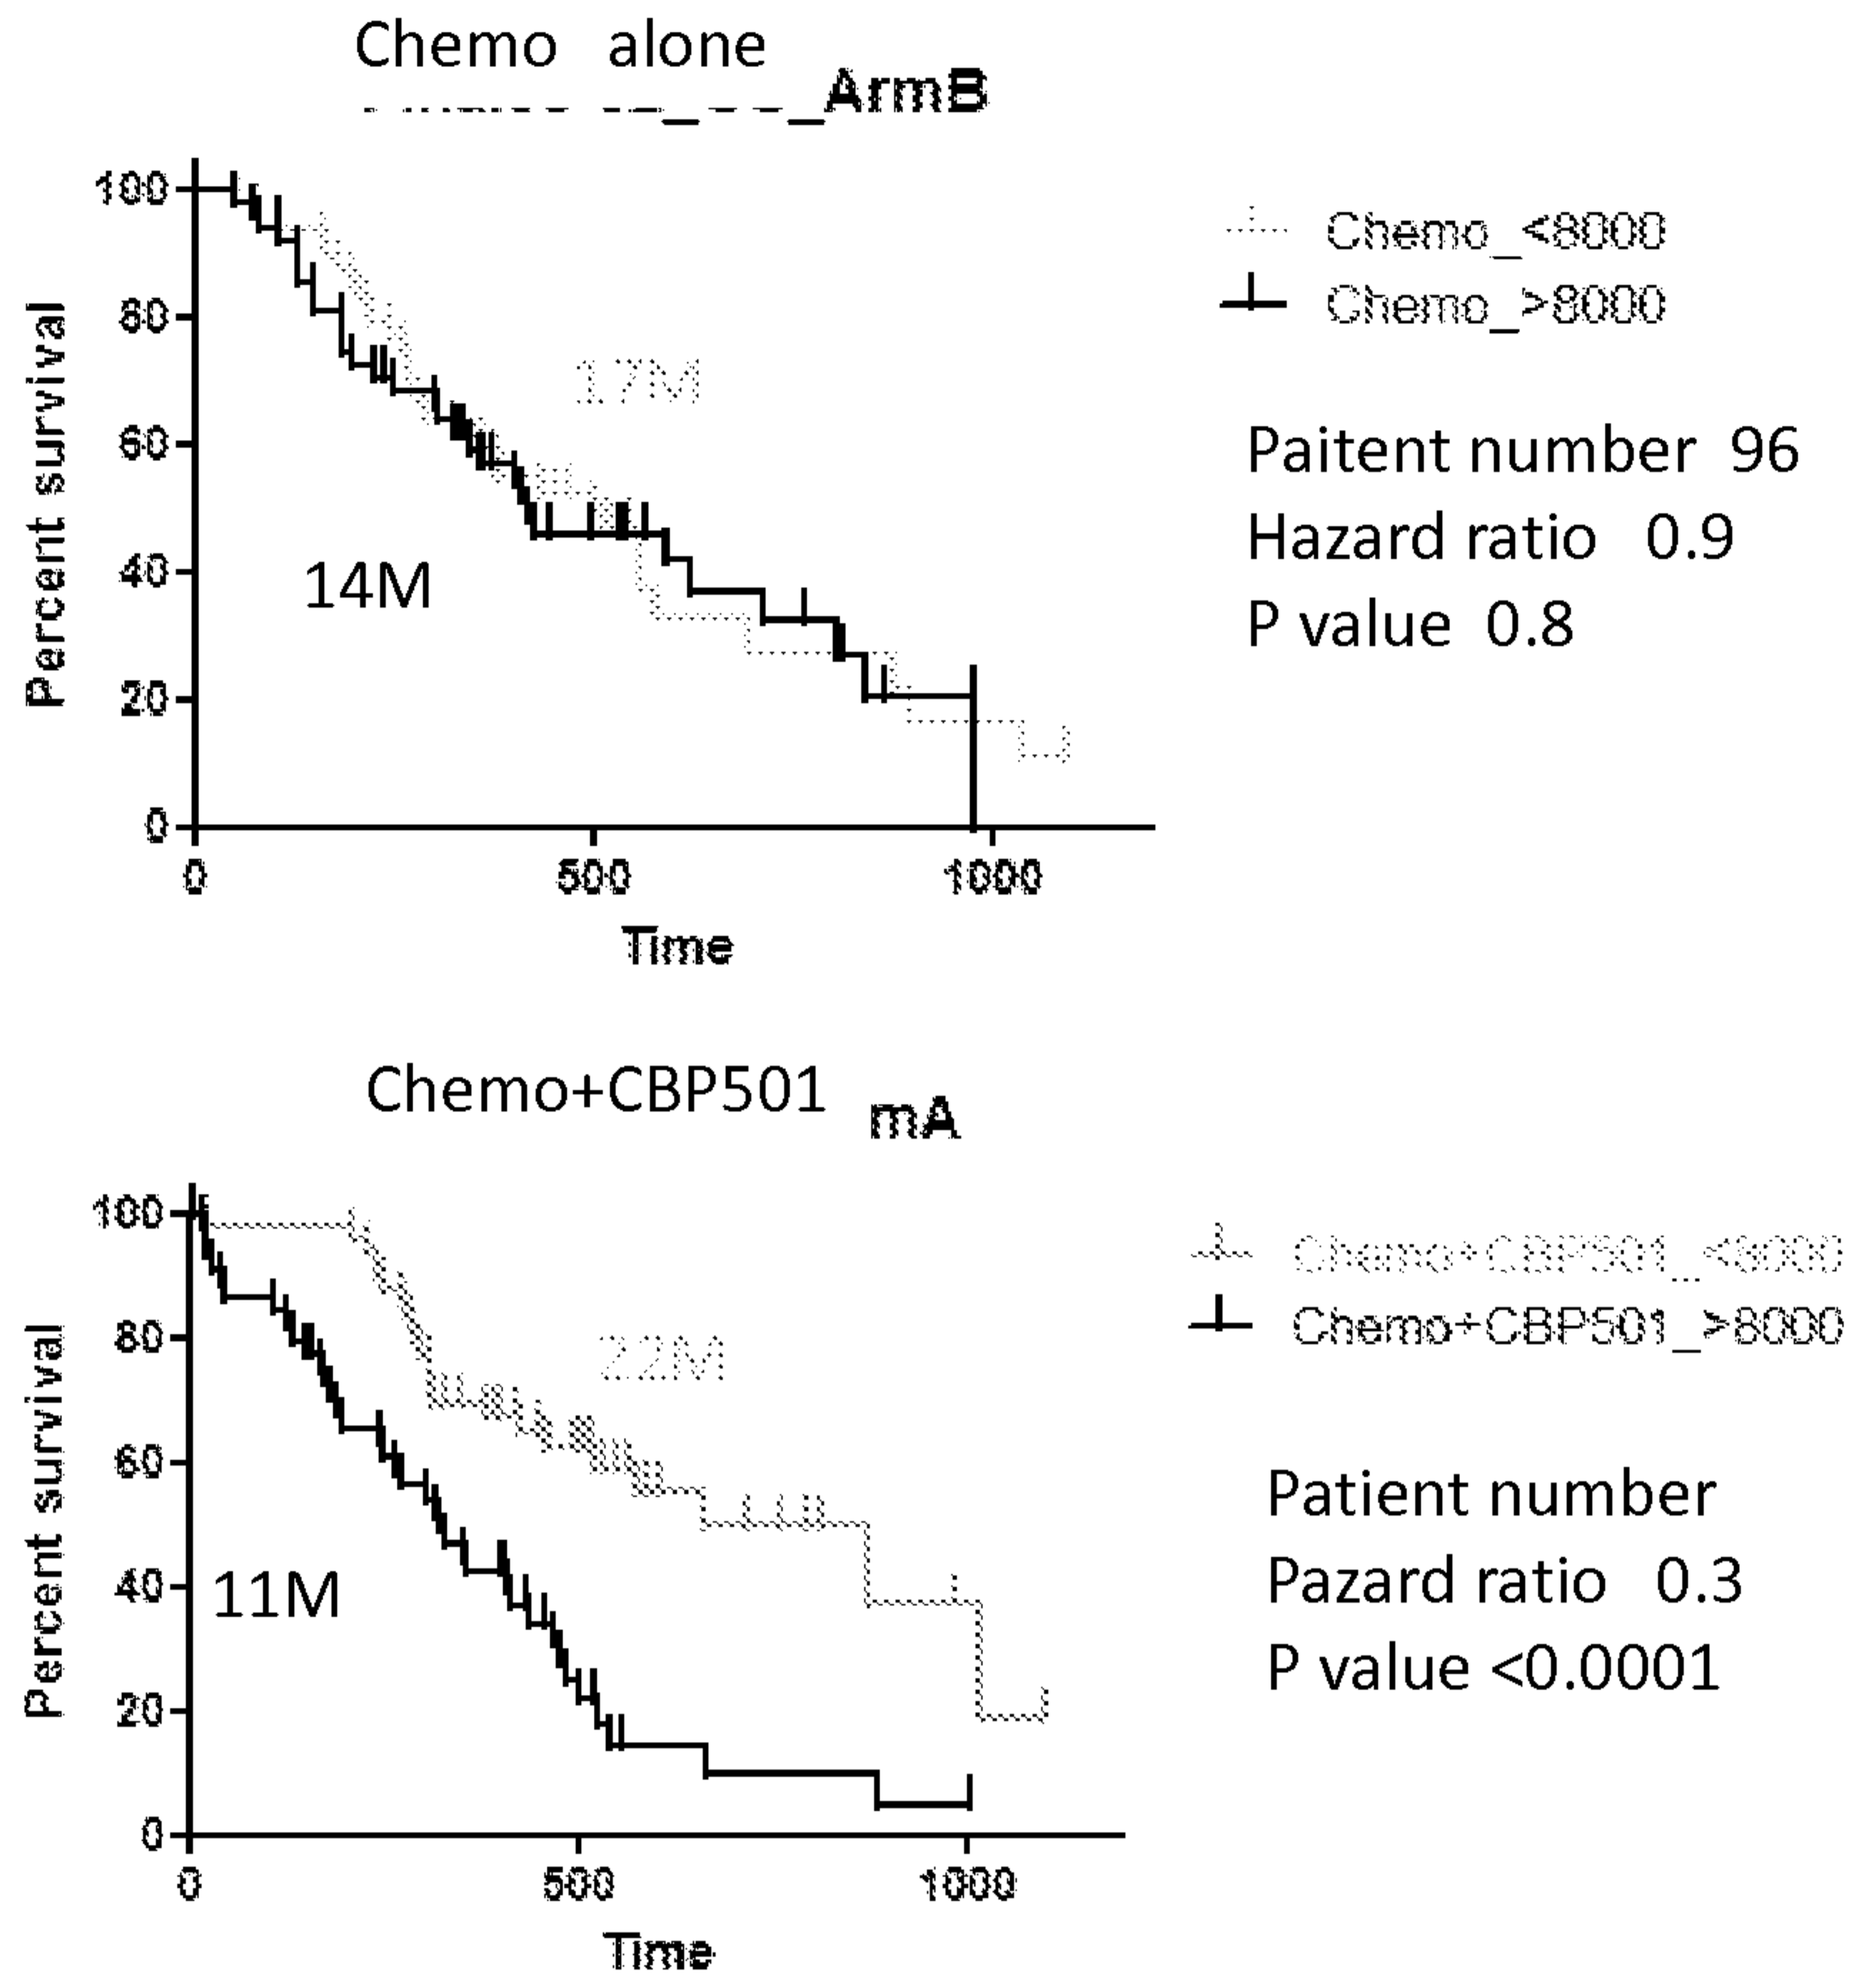 Chemo alone
_ _ArmB
100
80
60
40
20
0
Percent survival
17M
14M
0
500
1000
Time
Chemo_<8000
Chemo_>8000
Paitent number 96
Hazard ratio 0.9
P value 0.8
Chemo+CBP501
mA
100
80
60
40
20
0
Percent survival
22M
11M
0
500
1000
Time
Chemo+CBP501_<8000
Chemo+CBP501_>8000
Patient number
Pazard ratio 0.3
P value <0.0001